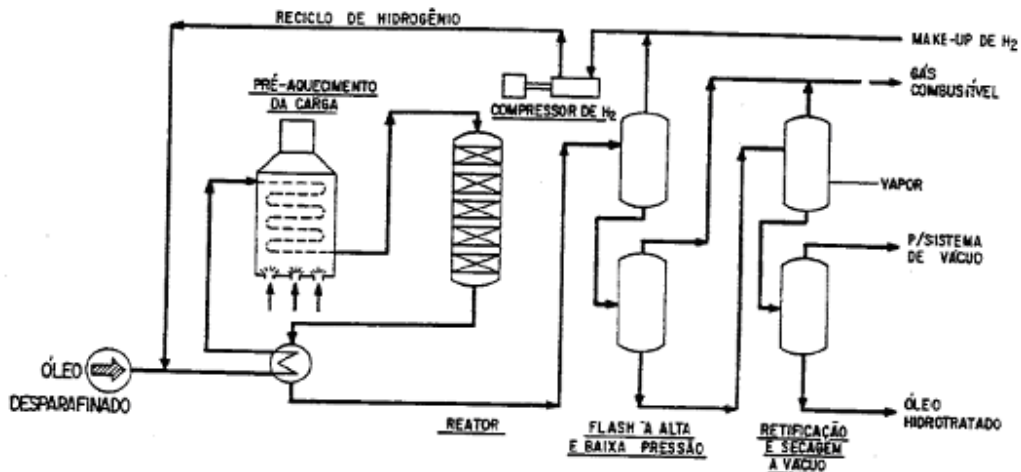 RECICLO DE HIDROGÊNIO
MAKE-UP DE H2
GÁS
COMBUSTÍVEL
PRÉ-AQUECIMENTO
DA CARGA
COMPRESSOR DE H2
VAPOR
P/SISTEMA
DE VÁCUO
ÓLEO
DESPARAFINADO
REATOR
FLASH A ALTA
E BAIXA PRESSÃO
RETIFICAÇÃO
E SECAGEM
A VÁCUO
ÓLEO
HIDROTRATADO